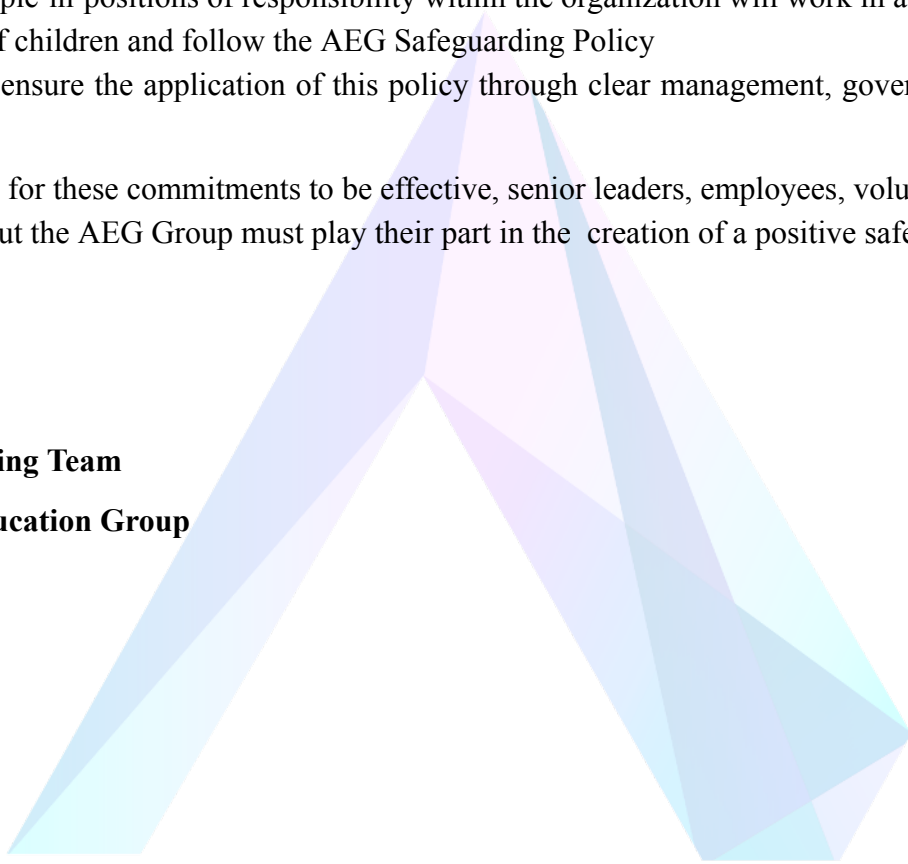 ple in positions of responsibility within the organization will work in a
f children and follow the AEG Safeguarding Policy
ensure the application of this policy through clear management, gover
for these commitments to be effective, senior leaders, employees, volu
ut the AEG Group must play their part in the creation of a positive safe
ing Team
ucation Group